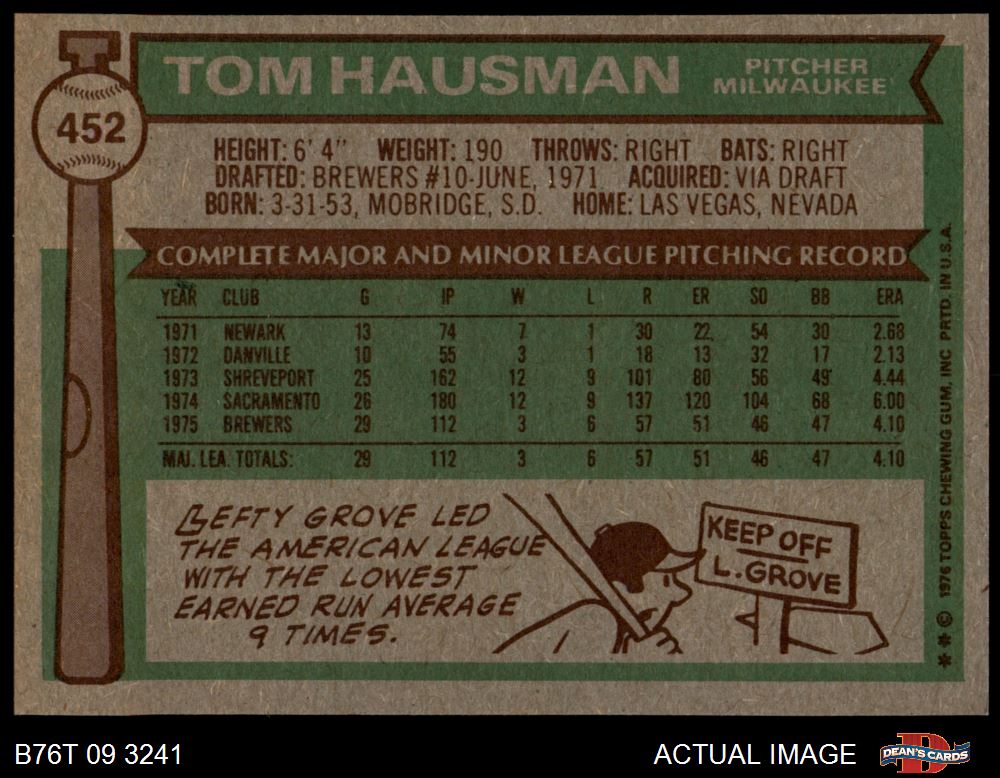 452
TOM HAUSMAN
PITCHER
MILWAUKEE
HEIGHT: 6' 4" WEIGHT: 190 THROWS: RIGHT BATS: RIGHT
DRAFTED: BREWERS #10-JUNE, 1971 ACQUIRED: VIA DRAFT
BORN: 3-31-53, MOBRIDGE, S.D. HOME: LAS VEGAS, NEVADA
COMPLETE MAJOR AND MINOR LEAGUE PITCHING RECORD
YEAR CLUB G IP W L R ER SO BB ERA
1971 NEWARK 13 74 7 1 30 22 54 30 2.68
1972 DANVILLE 10 55 3 1 18 13 32 17 2.13
1973 SHREVEPORT 25 162 12 9 101 80 56 49 4.44
1974 SACRAMENTO 26 180 12 9 137 120 104 68 6.00
1975 BREWERS 29 112 3 6 57 51 46 47 4.10
MAJ. LEA. TOTALS: 29 112 3 6 57 51 46 47 4.10
LEFTY GROVE LED
THE AMERICAN LEAGUE
WITH THE LOWEST
EARNED RUN AVERAGE
9 TIMES.
KEEP OFF
L. GROVE
** © 1976 TOPPS CHEWING GUM, INC PRTD. IN U.S.A.
B76T 09 3241
ACTUAL IMAGE
DEAN'S CARDS